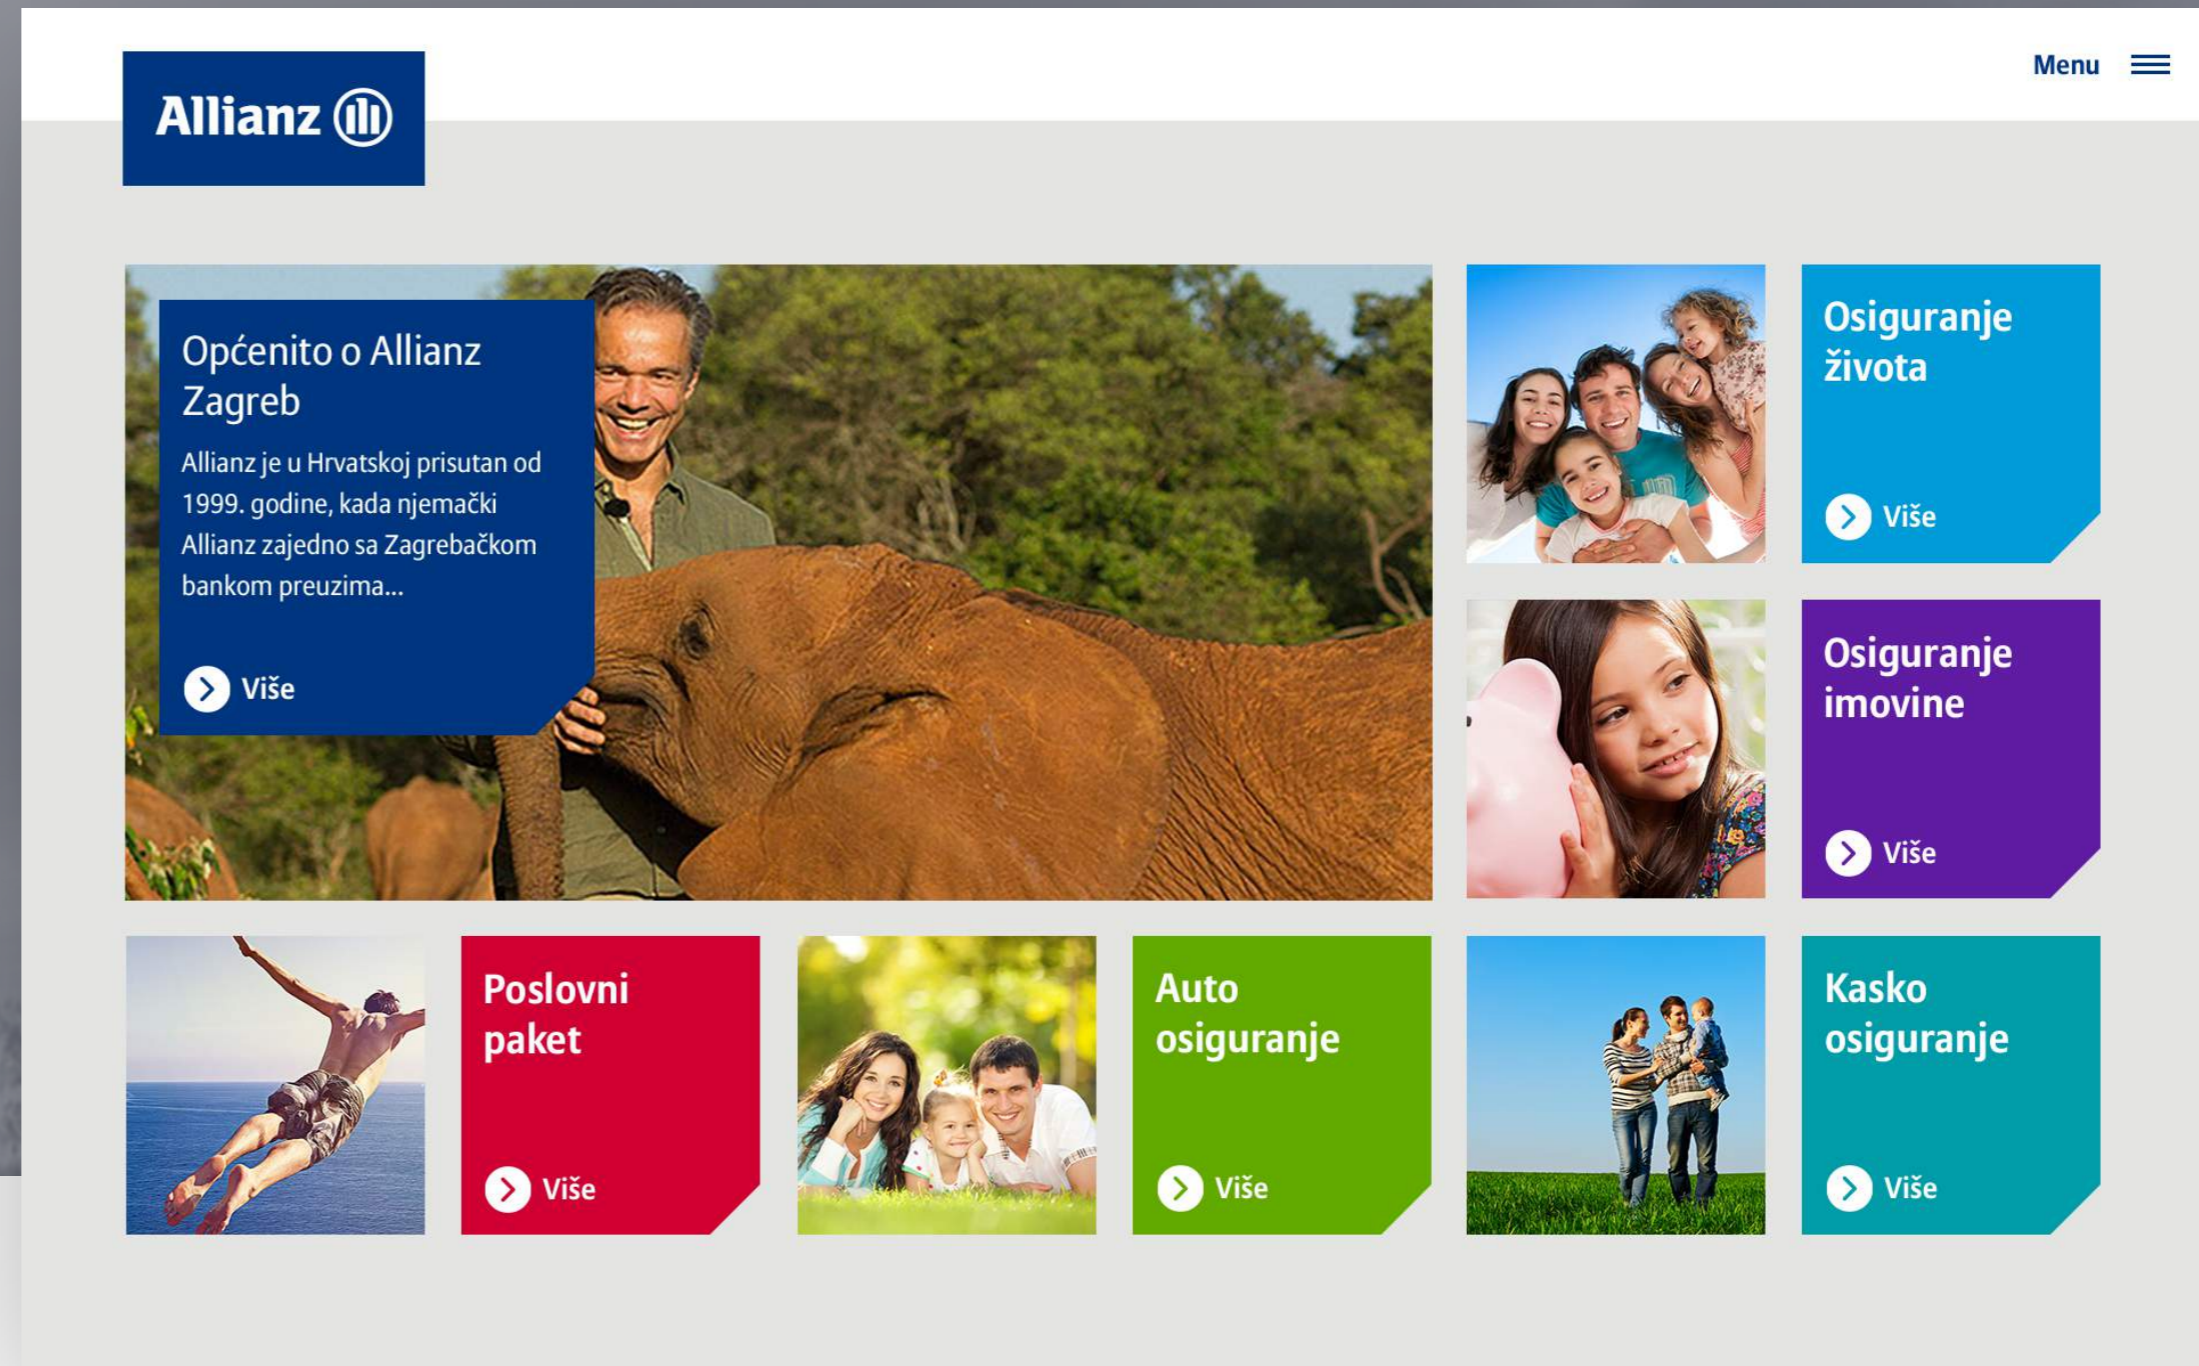 Menu
Allianz
Općenito o Allianz
Zagreb
Allianz je u Hrvatskoj prisutan od
1999. godine, kada njemački
Allianz zajedno sa Zagrebačkom
bankom preuzima...
Više
Osiguranje
života
Više
Osiguranje
imovine
Više
Poslovni
paket
Više
Auto
osiguranje
Više
Kasko
osiguranje
Više